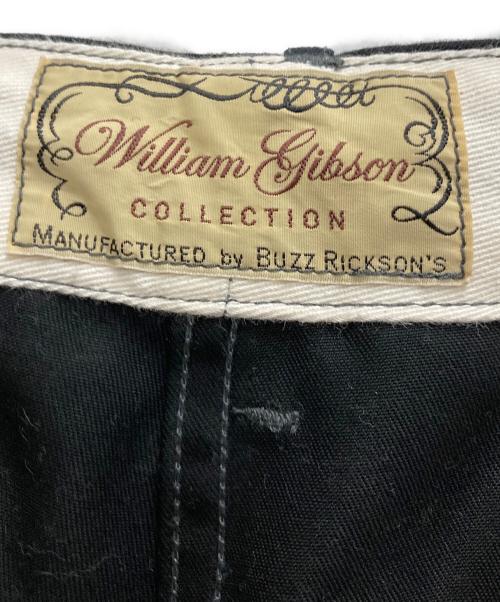 William Gibson
COLLECTION
MANUFACTURED by BUZZ RICKSON'S